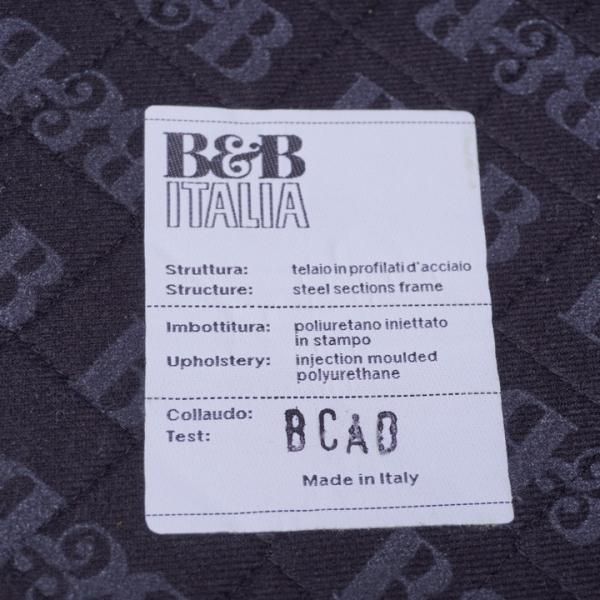 B&B
ITALIA
Struttura: telaio in profilati d'acciaio
Structure: steel sections frame
Imbottitura: poliuretano iniettato
in stampo
Upholstery: injection moulded
polyurethane
Collaudo:
Test: BCAO
Made in Italy